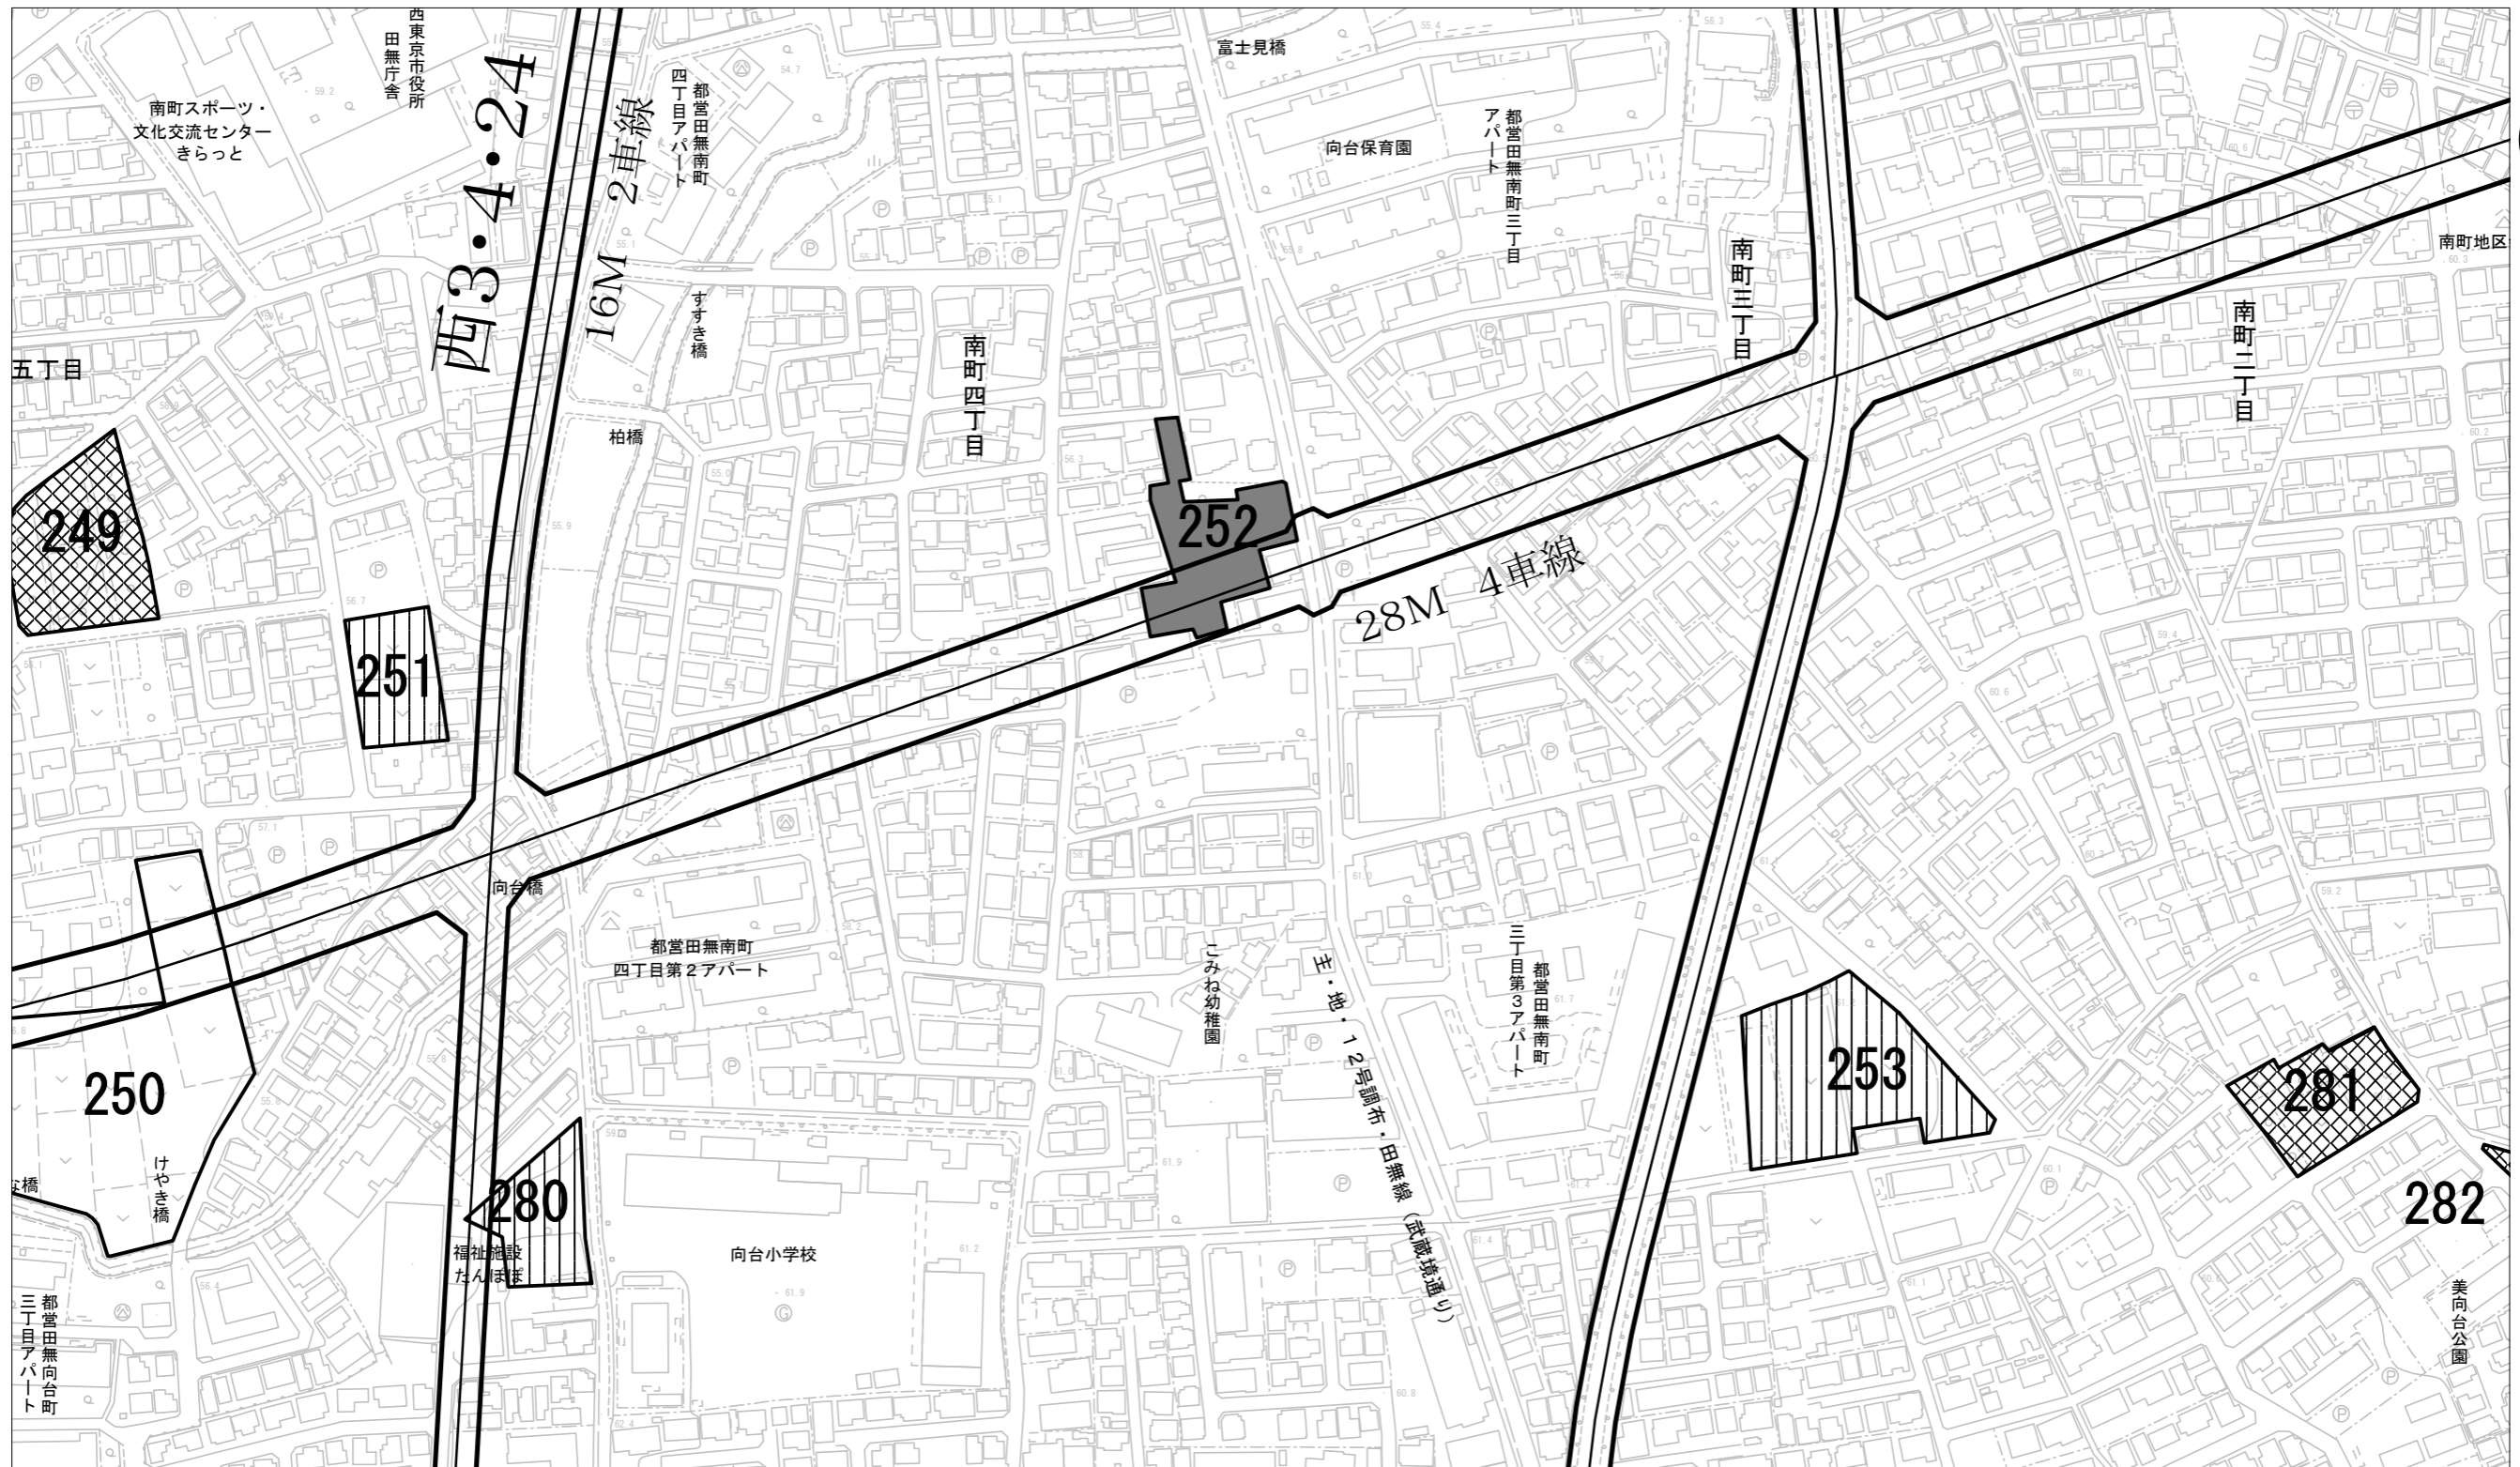 西東京市役所
田無庁舎
南町スポーツ・
文化交流センター
きらっと
西3・4・24
16M 2車線
都営田無南町
四丁目アパート
富士見橋
向台保育園
都営田無南町三丁目
アパート
南町三丁目
南町地区
南町二丁目
すすき橋
南町四丁目
五丁目
柏橋
249
252
28M 4車線
251
向台橋
都営田無南町
四丁目第2アパート
こみね幼稚園
主・地・12号調布・田無線（武蔵境通り）
都営田無南町
三丁目第3アパート
250
253
281
282
けやき橋
な橋
280
福祉施設
たんぽぽ
向台小学校
都営田無向台町
三丁目アパート
美向台公園